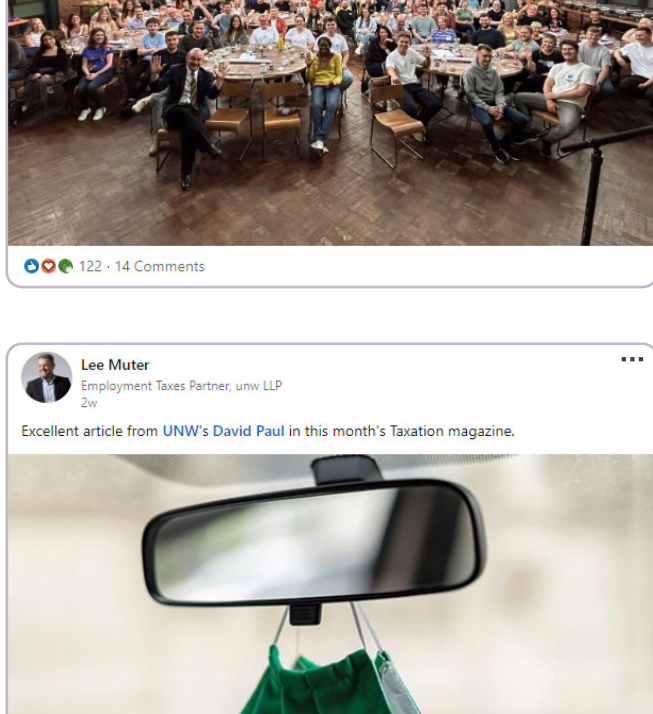 122 · 14 Comments
Lee Muter
Employment Taxes Partner, unw LLP
2w
Excellent article from UNW's David Paul in this month's Taxation magazine.